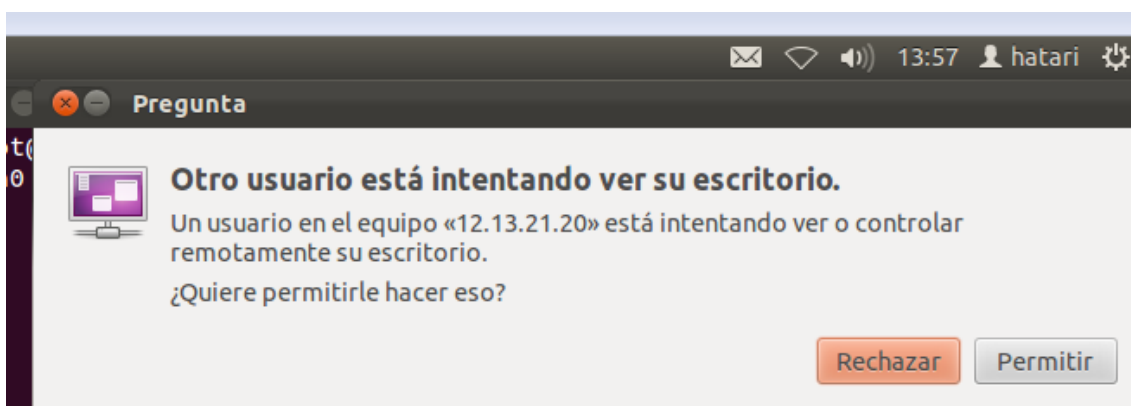 13:57 hatari
Pregunta
t@
0
Otro usuario está intentando ver su escritorio.
Un usuario en el equipo «12.13.21.20» está intentando ver o controlar
remotamente su escritorio.
¿Quiere permitirle hacer eso?
Rechazar Permitir